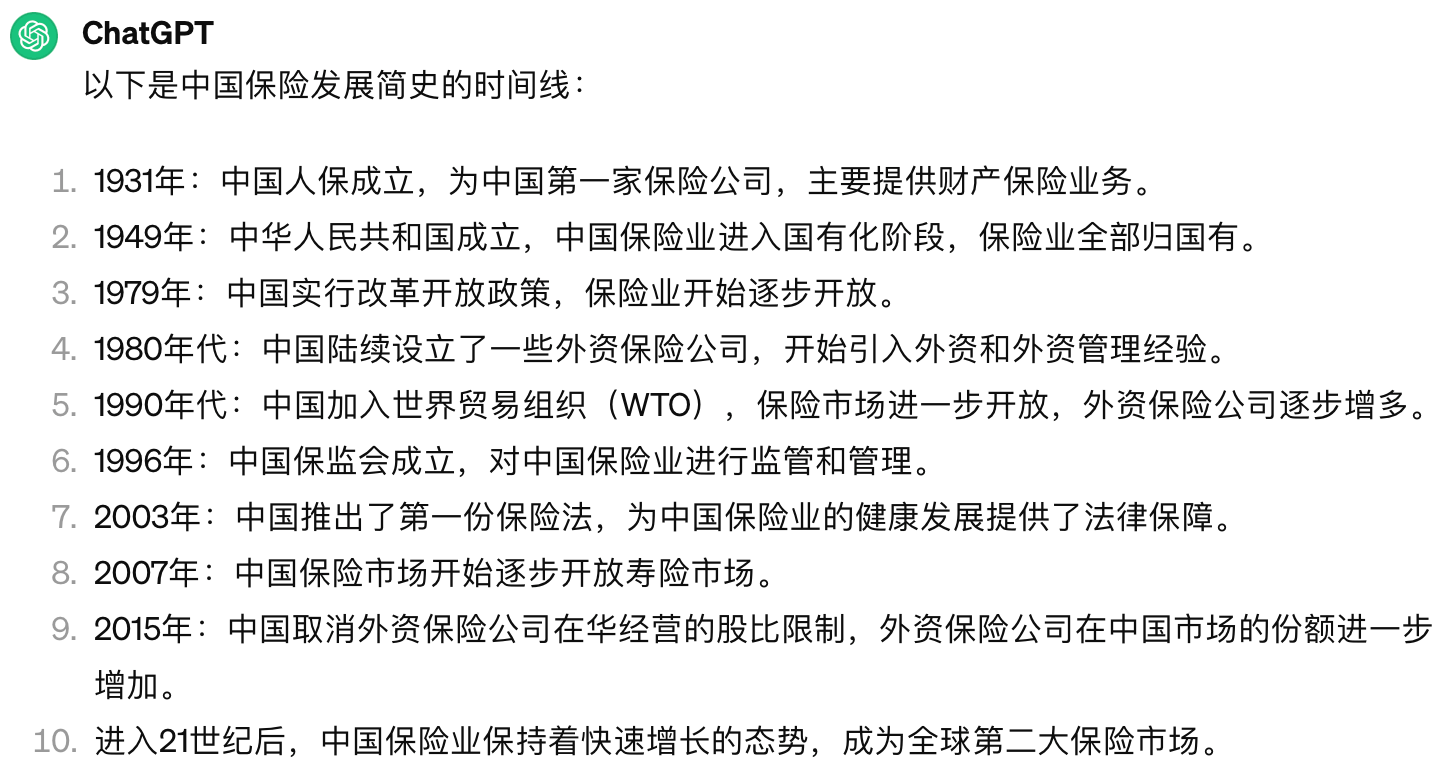 ChatGPT
以下是中国保险发展简史的时间线：
1. 1931年：中国人保成立，为中国第一家保险公司，主要提供财产保险业务。
2. 1949年：中华人民共和国成立，中国保险业进入国有化阶段，保险业全部归国有。
3. 1979年：中国实行改革开放政策，保险业开始逐步开放。
4. 1980年代：中国陆续设立了一些外资保险公司，开始引入外资和外资管理经验。
5. 1990年代：中国加入世界贸易组织（WTO），保险市场进一步开放，外资保险公司逐步增多。
6. 1996年：中国保监会成立，对中国保险业进行监管和管理。
7. 2003年：中国推出了第一份保险法，为中国保险业的健康发展提供了法律保障。
8. 2007年：中国保险市场开始逐步开放寿险市场。
9. 2015年：中国取消外资保险公司在华经营的股比限制，外资保险公司在中国市场的份额进一步
增加。
10. 进入21世纪后，中国保险业保持着快速增长的态势，成为全球第二大保险市场。